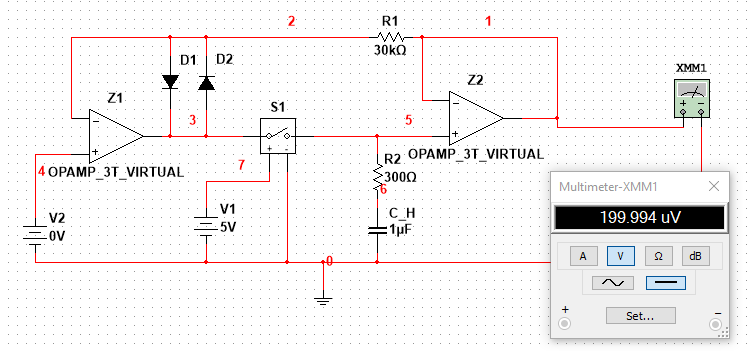 2
R1
30kΩ
1
XMM1
D1
D2
Z1
S1
Z2
3
5
4
OPAMP_3T_VIRTUAL
7
OPAMP_3T_VIRTUAL
R2
300Ω
6
V2
0V
V1
5V
C_H
1µF
0
Multimeter-XMM1
199.994 uV
A
V
Ω
dB
+
Set...
-